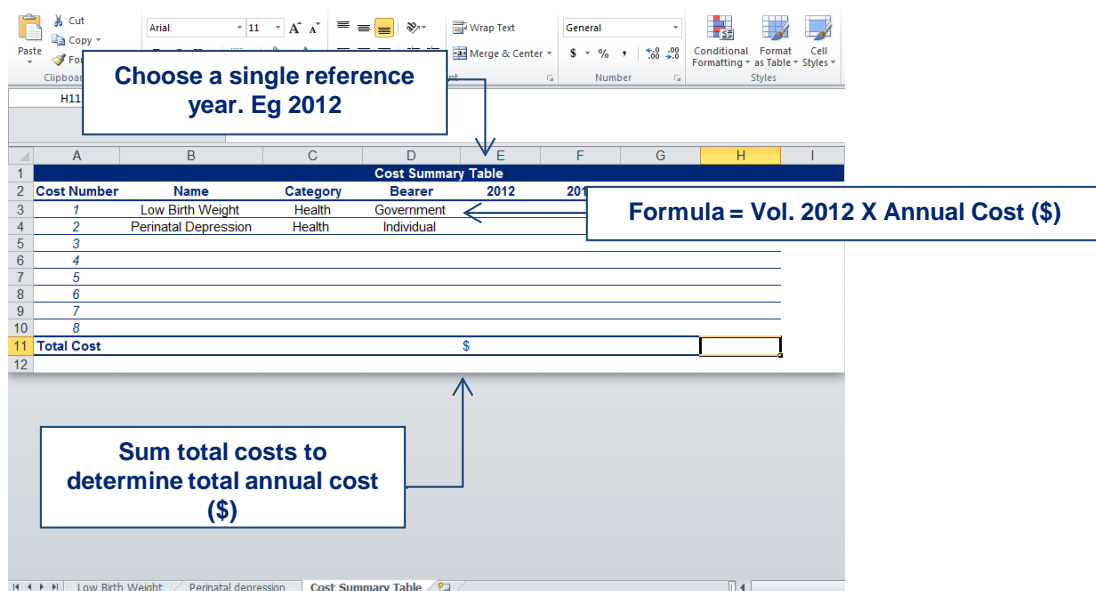 Cut
Arial 11 A A Wrap Text General
Copy
Paste Merge & Center $ % , .0 .00 .00 .0 Conditional Format Cell
Formatting as Table Styles
Number Styles
Choose a single reference
year. Eg 2012
H11
A B C D E F G H I
1 Cost Summary Table
2 Cost Number Name Category Bearer 2012
3 1 Low Birth Weight Health Government
4 2 Perinatal Depression Health Individual
Formula = Vol. 2012 X Annual Cost ($)
5 3
6 4
7 5
8 6
9 7
10 8
11 Total Cost $
12
Sum total costs to
determine total annual cost
($)
Low Birth Weight Perinatal depression Cost Summary Table